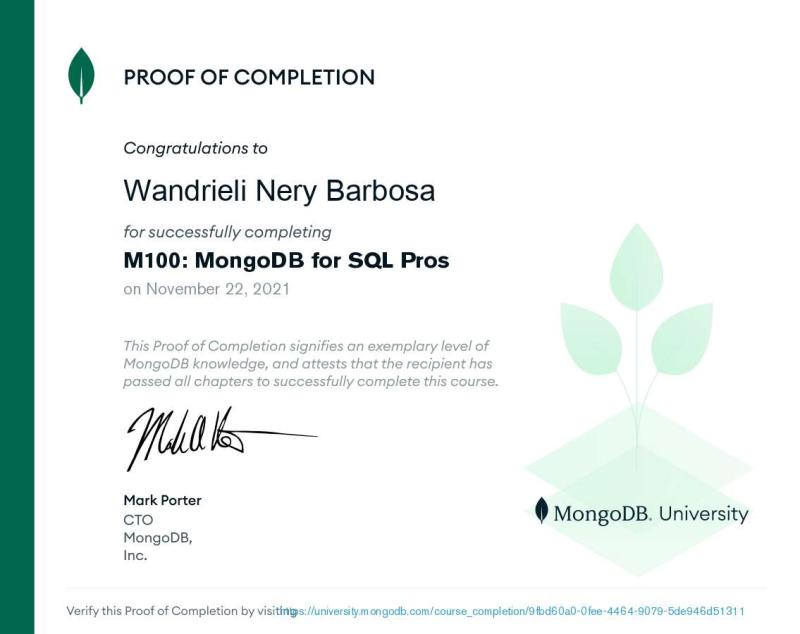 PROOF OF COMPLETION
Congratulations to
Wandrieli Nery Barbosa
for successfully completing
M100: MongoDB for SQL Pros
on November 22, 2021
This Proof of Completion signifies an exemplary level of
MongoDB knowledge, and attests that the recipient has
passed all chapters to successfully complete this course.
Mark Porter
CTO
MongoDB,
Inc.
MongoDB. University
Verify this Proof of Completion by visiting https://university.mongodb.com/course_completion/9fbd60a0-0fee-4464-9079-5de946d51311